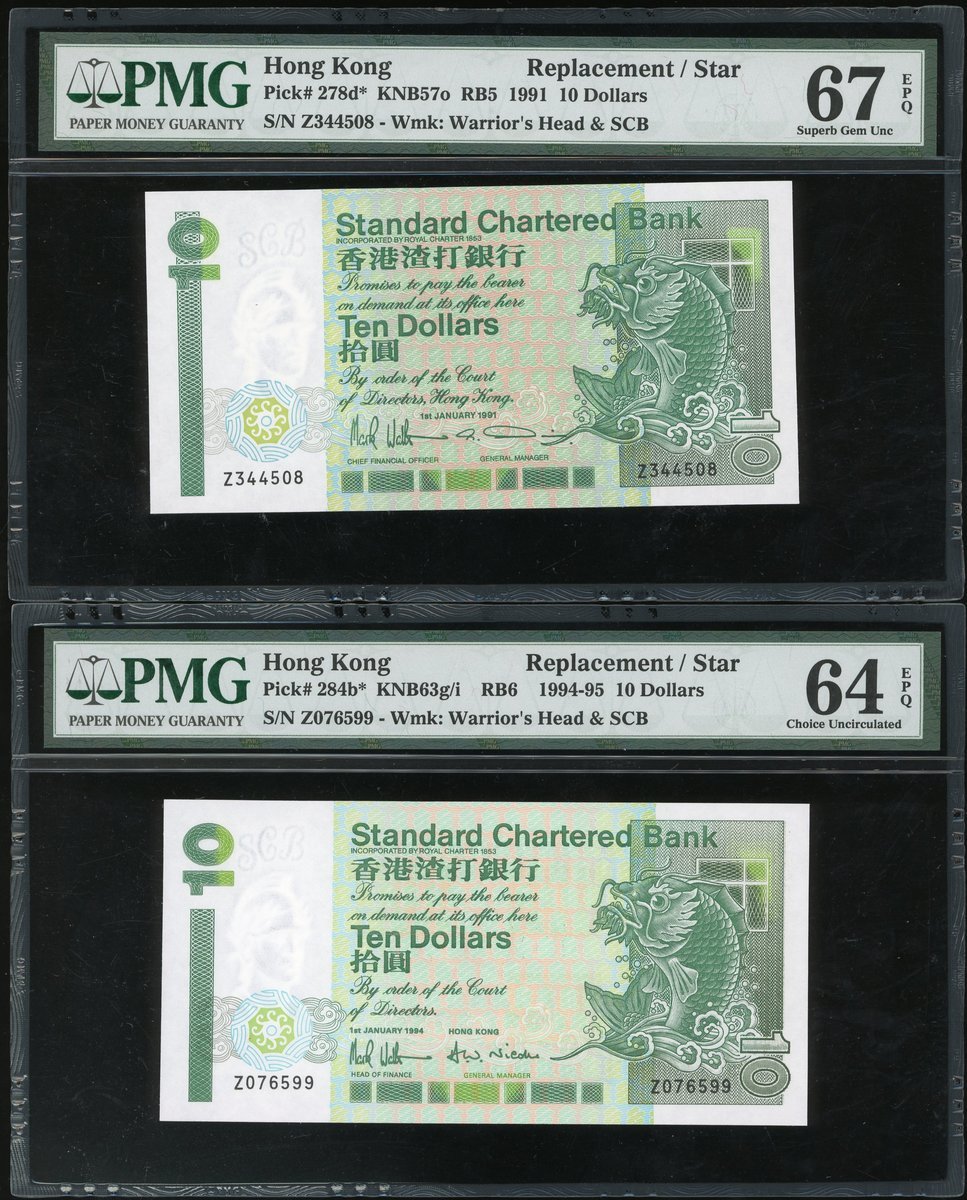 PMG
PAPER MONEY GUARANTY
Hong Kong Replacement / Star
Pick# 278d* KNB57o RB5 1991 10 Dollars
S/N Z344508 - Wmk: Warrior's Head & SCB
67 EPQ
Superb Gem Unc
10
SCB
Standard Chartered Bank
INCORPORATED BY ROYAL CHARTER 1853
香港渣打銀行
Promises to pay the bearer
on demand at its office here
Ten Dollars
拾圓
By order of the Court
of Directors, Hong Kong.
1st JANUARY 1991
CHIEF FINANCIAL OFFICER GENERAL MANAGER
Z344508
Z344508
10
PMG
PAPER MONEY GUARANTY
Hong Kong Replacement / Star
Pick# 284b* KNB63g/i RB6 1994-95 10 Dollars
S/N Z076599 - Wmk: Warrior's Head & SCB
64 EPQ
Choice Uncirculated
10
SCB
Standard Chartered Bank
INCORPORATED BY ROYAL CHARTER 1853
香港渣打銀行
Promises to pay the bearer
on demand at its office here
Ten Dollars
拾圓
By order of the Court
of Directors.
1st JANUARY 1994 HONG KONG
HEAD OF FINANCE GENERAL MANAGER
Z076599
Z076599
10